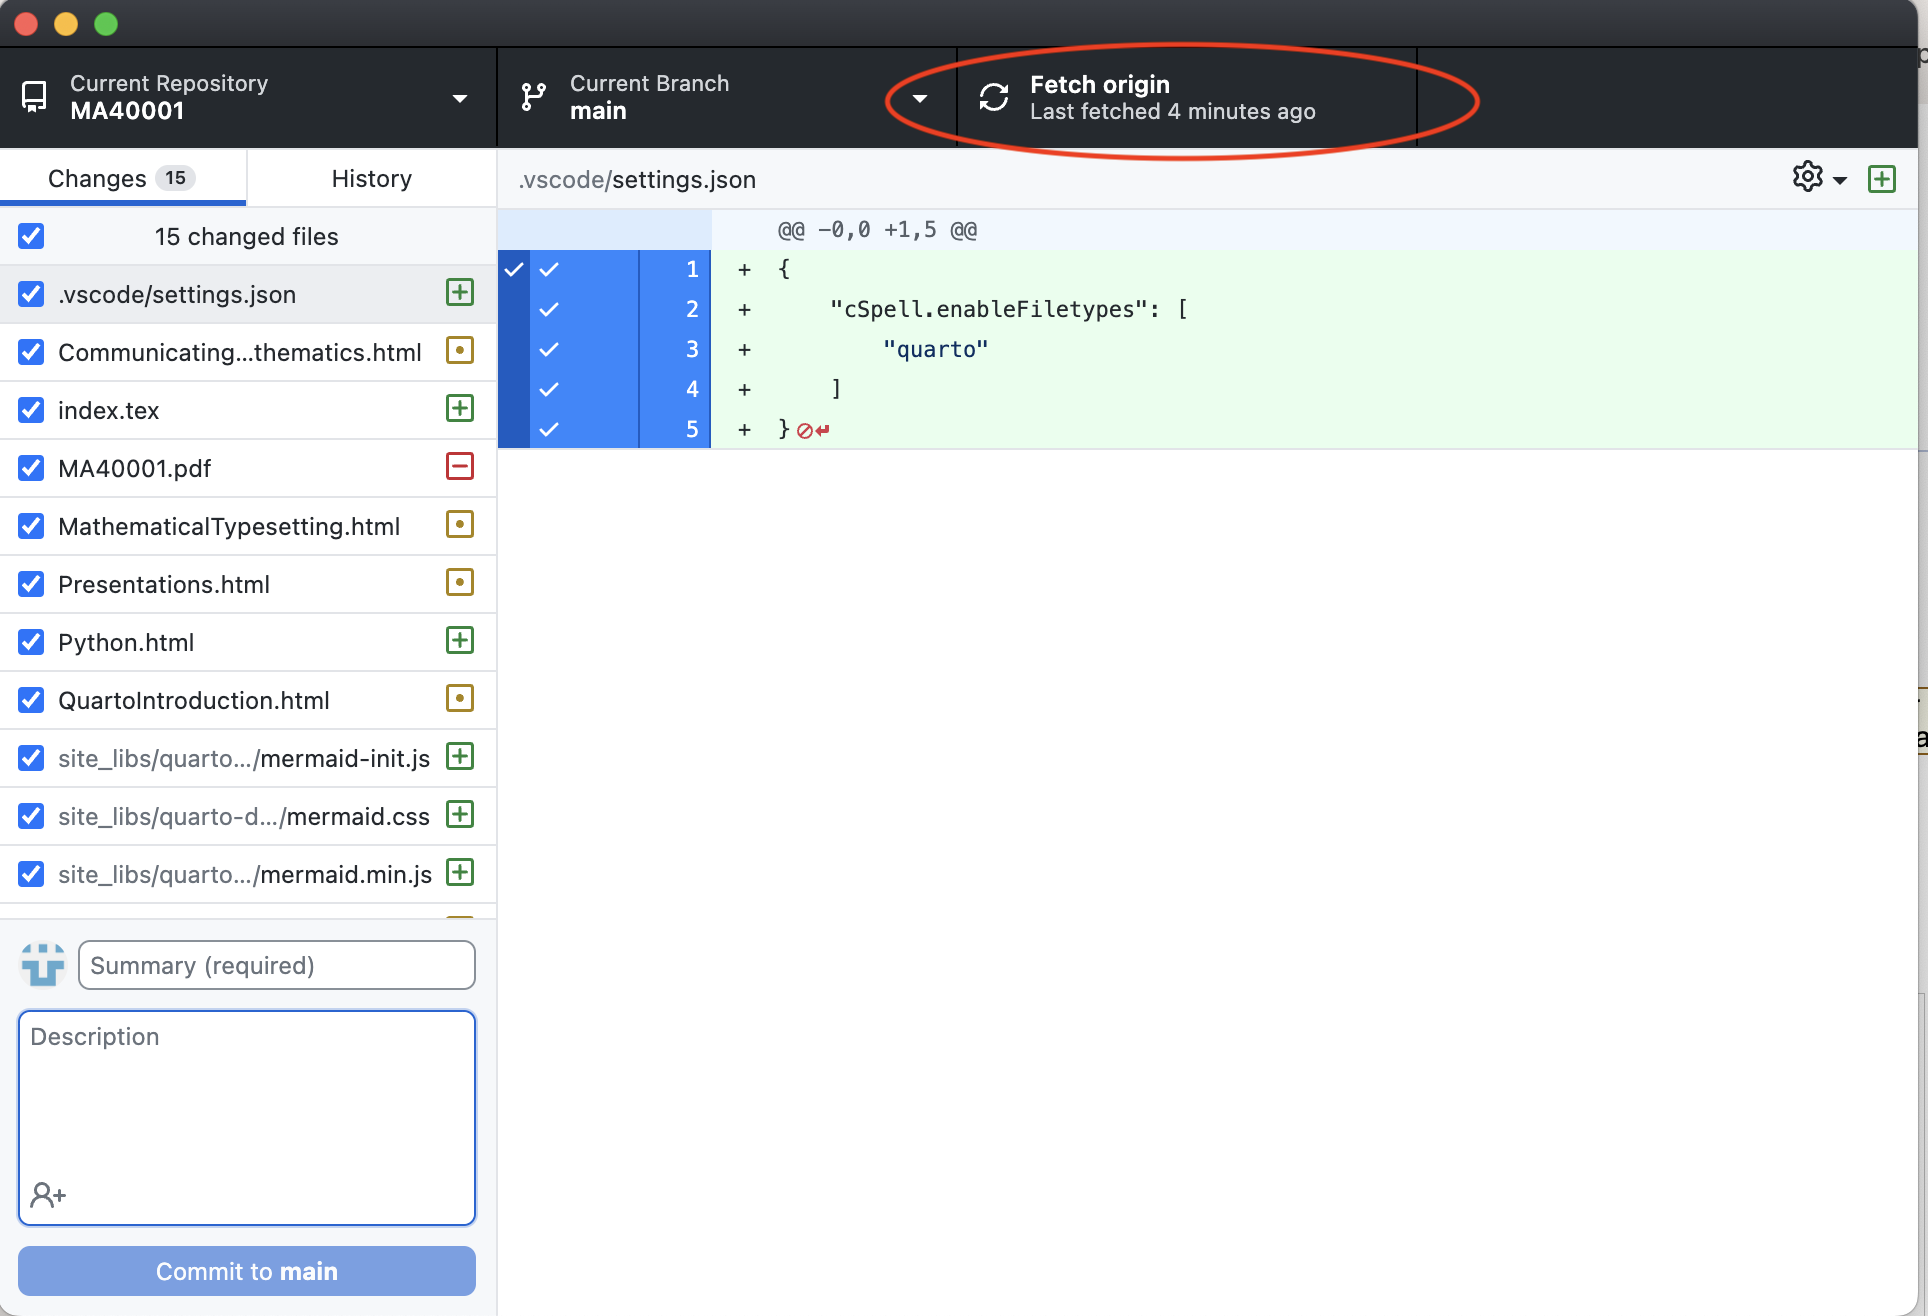 Current Repository
MA40001
Current Branch
main
Fetch origin
Last fetched 4 minutes ago
Changes 15
History
.vscode/settings.json
15 changed files
.vscode/settings.json
Communicating...thematics.html
index.tex
MA40001.pdf
MathematicalTypesetting.html
Presentations.html
Python.html
QuartoIntroduction.html
site_libs/quarto.../mermaid-init.js
site_libs/quarto-d.../mermaid.css
site_libs/quarto.../mermaid.min.js
Summary (required)
Description
Commit to main
@@ -0,0 +1,5 @@
1 + {
2 + "cSpell.enableFiletypes": [
3 + "quarto"
4 + ]
5 + }